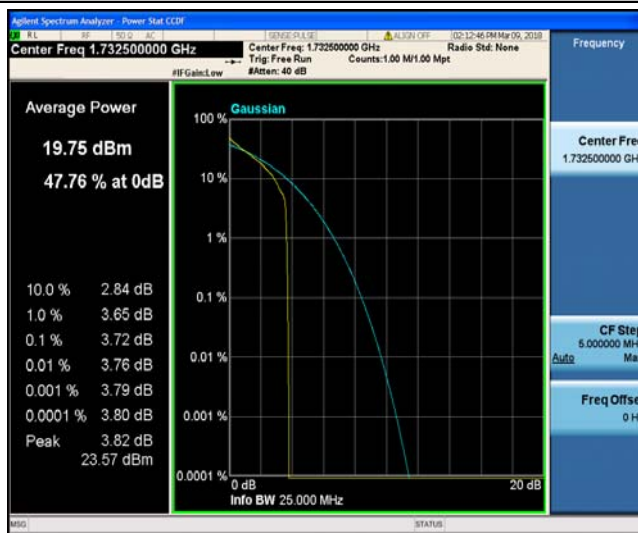 Agilent Spectrum Analyzer - Power Stat CCDF
RL RF 50 Ω AC SENSE:PULSE ALIGN OFF 02:12:46 PM Mar 09, 2018
Center Freq 1.732500000 GHz
Center Freq: 1.732500000 GHz Radio Std: None
Trig: Free Run Counts:1.00 M/1.00 Mpt
#IFGain:Low #Atten: 40 dB
Frequency
Average Power
19.75 dBm
47.76 % at 0dB
10.0 % 2.84 dB
1.0 % 3.65 dB
0.1 % 3.72 dB
0.01 % 3.76 dB
0.001 % 3.79 dB
0.0001 % 3.80 dB
Peak 3.82 dB
23.57 dBm
Gaussian
100 %
10 %
1 %
0.1 %
0.01 %
0.001 %
0.0001 %
0 dB 20 dB
Info BW 25.000 MHz
Center Fre
1.732500000 GH
CF Step
5.000000 MH
Auto Ma
Freq Offse
0 H
MSG STATUS